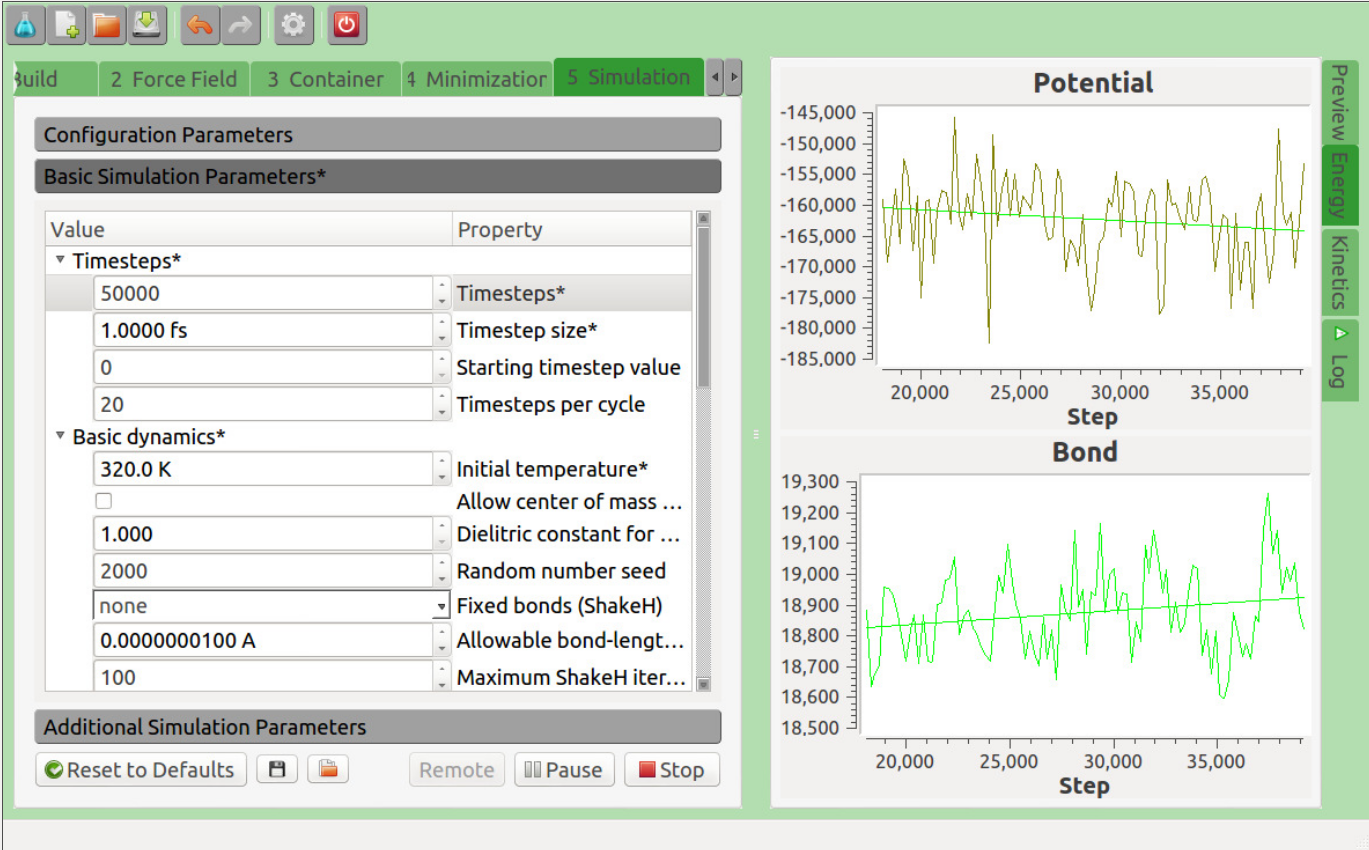 Build
2 Force Field
3 Container
4 Minimization
5 Simulation
Configuration Parameters
Basic Simulation Parameters*
Value Property
Timesteps*
50000 Timesteps*
1.0000 fs Timestep size*
0 Starting timestep value
20 Timesteps per cycle
Basic dynamics*
320.0 K Initial temperature*
Allow center of mass ...
1.000 Dielitric constant for ...
2000 Random number seed
none Fixed bonds (ShakeH)
0.0000000100 A Allowable bond-lengt...
100 Maximum ShakeH iter...
Additional Simulation Parameters
Reset to Defaults
Remote
Pause
Stop
Potential
-145,000
-150,000
-155,000
-160,000
-165,000
-170,000
-175,000
-180,000
-185,000
20,000 25,000 30,000 35,000
Step
Bond
19,300
19,200
19,100
19,000
18,900
18,800
18,700
18,600
18,500
20,000 25,000 30,000 35,000
Step
Preview
Energy
Kinetics
Log